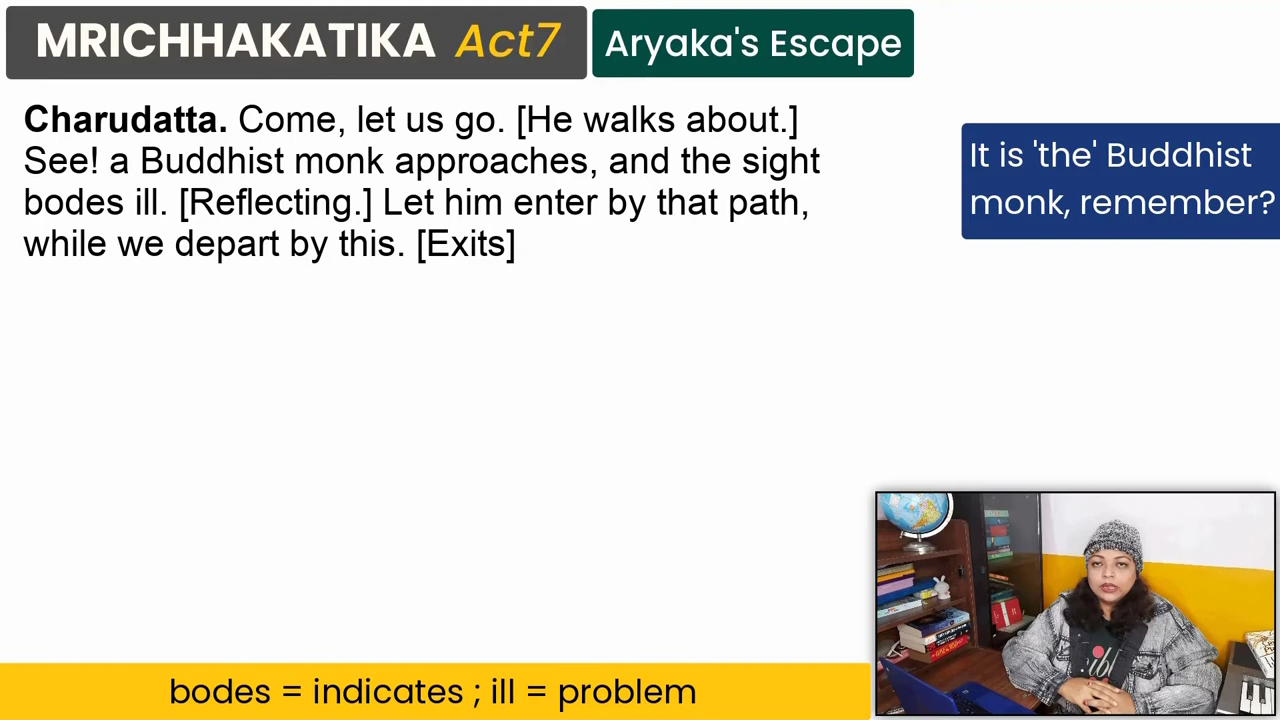 MRICHHAKATIKA Act7
Aryaka's Escape
Charudatta. Come, let us go. [He walks about.]
See! a Buddhist monk approaches, and the sight
bodes ill. [Reflecting.] Let him enter by that path,
while we depart by this. [Exits]
It is 'the' Buddhist
monk, remember?
bodes = indicates ; ill = problem